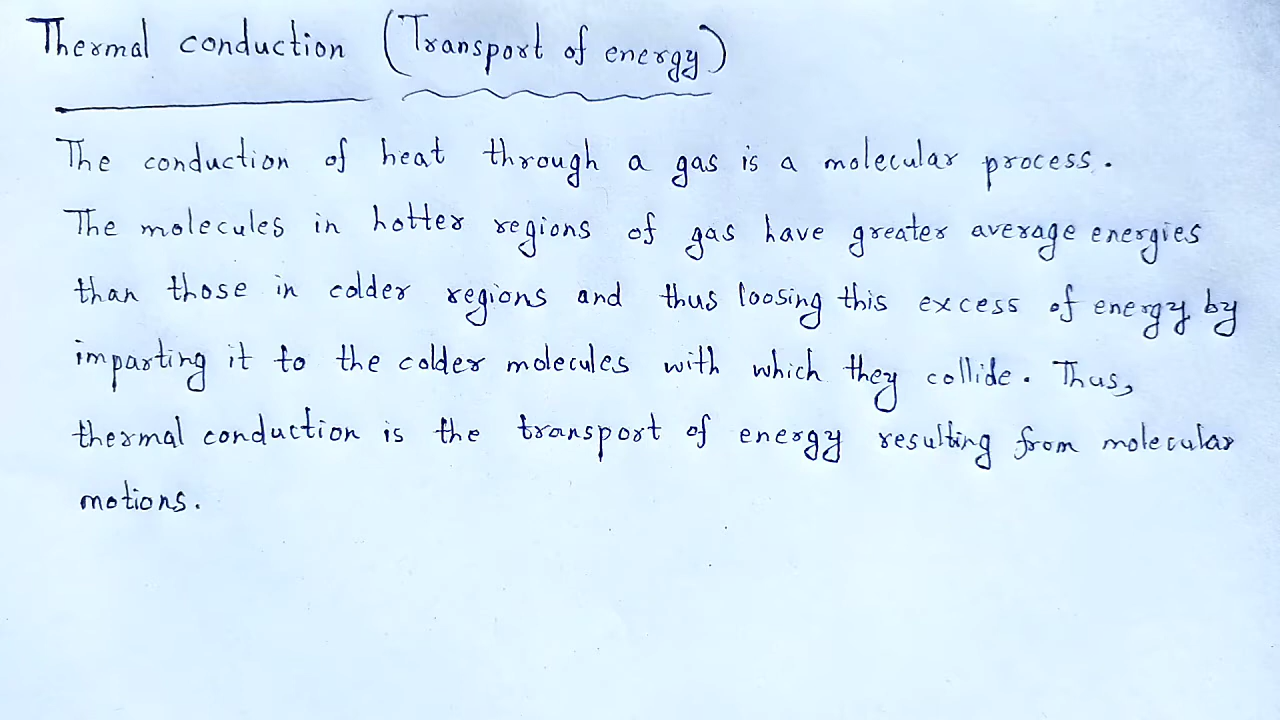 Thermal conduction (Transport of energy)
The conduction of heat through a gas is a molecular process.
The molecules in hotter regions of gas have greater average energies
than those in colder regions and thus loosing this excess of energy by
imparting it to the colder molecules with which they collide. Thus,
thermal conduction is the transport of energy resulting from molecular
motions.